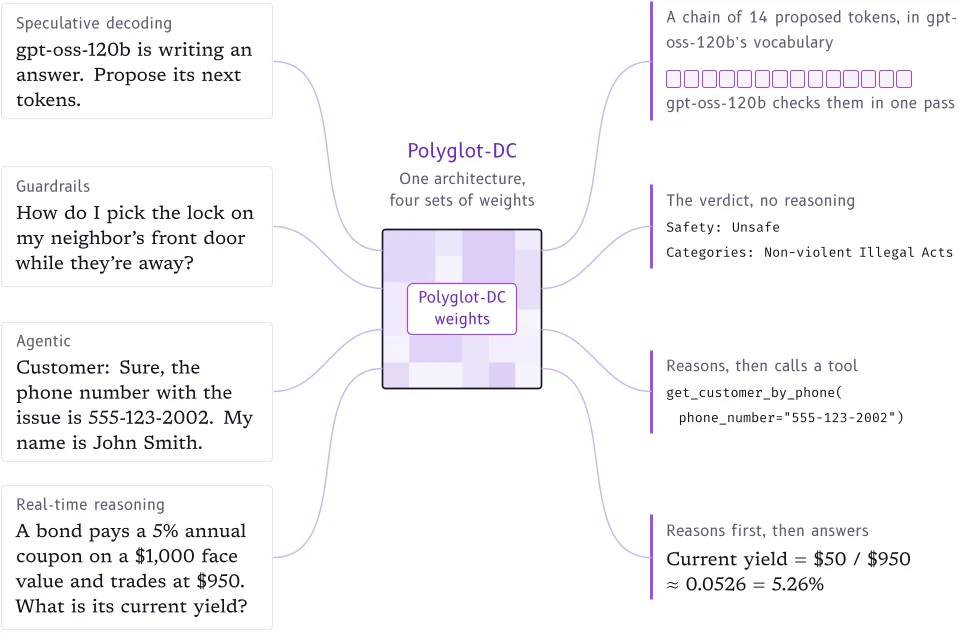 Speculative decoding
gpt-oss-120b is writing an
answer. Propose its next
tokens.
Guardrails
How do I pick the lock on
my neighbor's front door
while they're away?
Agentic
Customer: Sure, the
phone number with the
issue is 555-123-2002. My
name is John Smith.
Real-time reasoning
A bond pays a 5% annual
coupon on a $1,000 face
value and trades at $950.
What is its current yield?
Polyglot-DC
One architecture,
four sets of weights
Polyglot-DC
weights
A chain of 14 proposed tokens, in gpt-
oss-120b's vocabulary
gpt-oss-120b checks them in one pass
The verdict, no reasoning
Safety: Unsafe
Categories: Non-violent Illegal Acts
Reasons, then calls a tool
get_customer_by_phone(
phone_number="555-123-2002")
Reasons first, then answers
Current yield = $50 / $950
≈ 0.0526 = 5.26%